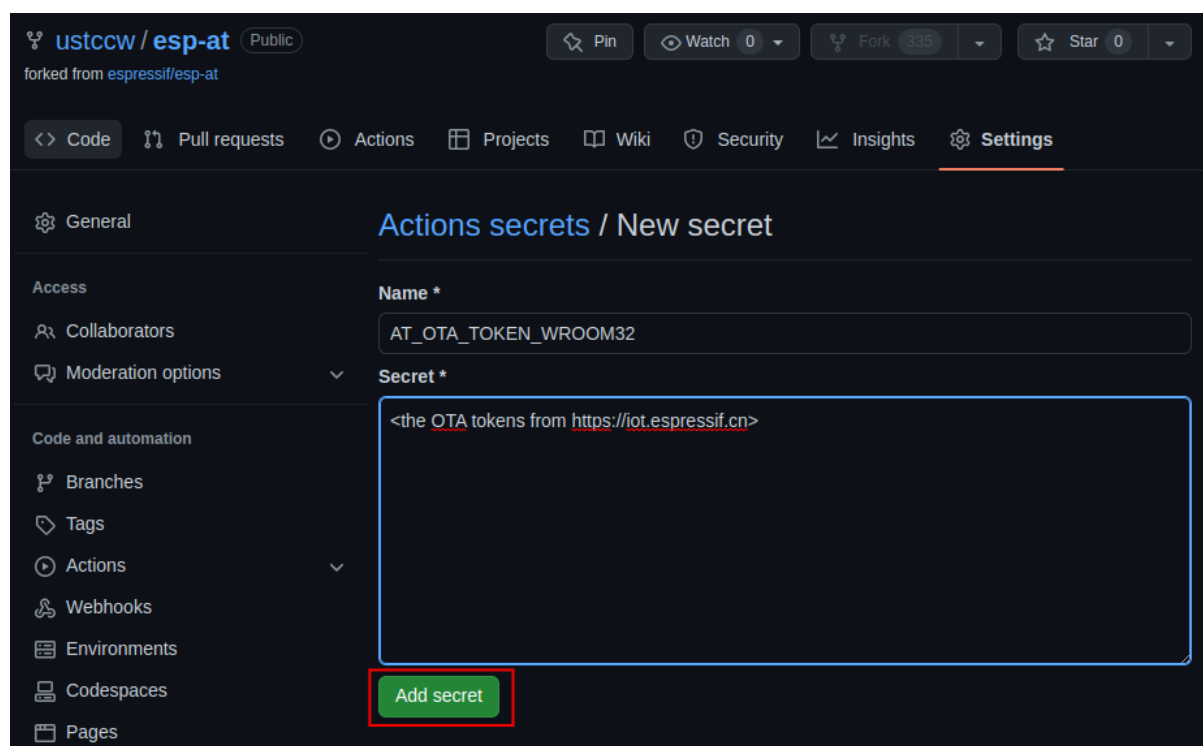 ustccw / esp-at Public
Pin
Watch 0
Fork 335
Star 0
forked from espressif/esp-at
Code
Pull requests
Actions
Projects
Wiki
Security
Insights
Settings
General
Access
Collaborators
Moderation options
Code and automation
Branches
Tags
Actions
Webhooks
Environments
Codespaces
Pages
Actions secrets / New secret
Name *
AT_OTA_TOKEN_WROOM32
Secret *
<the OTA tokens from https://iot.espressif.cn>
Add secret